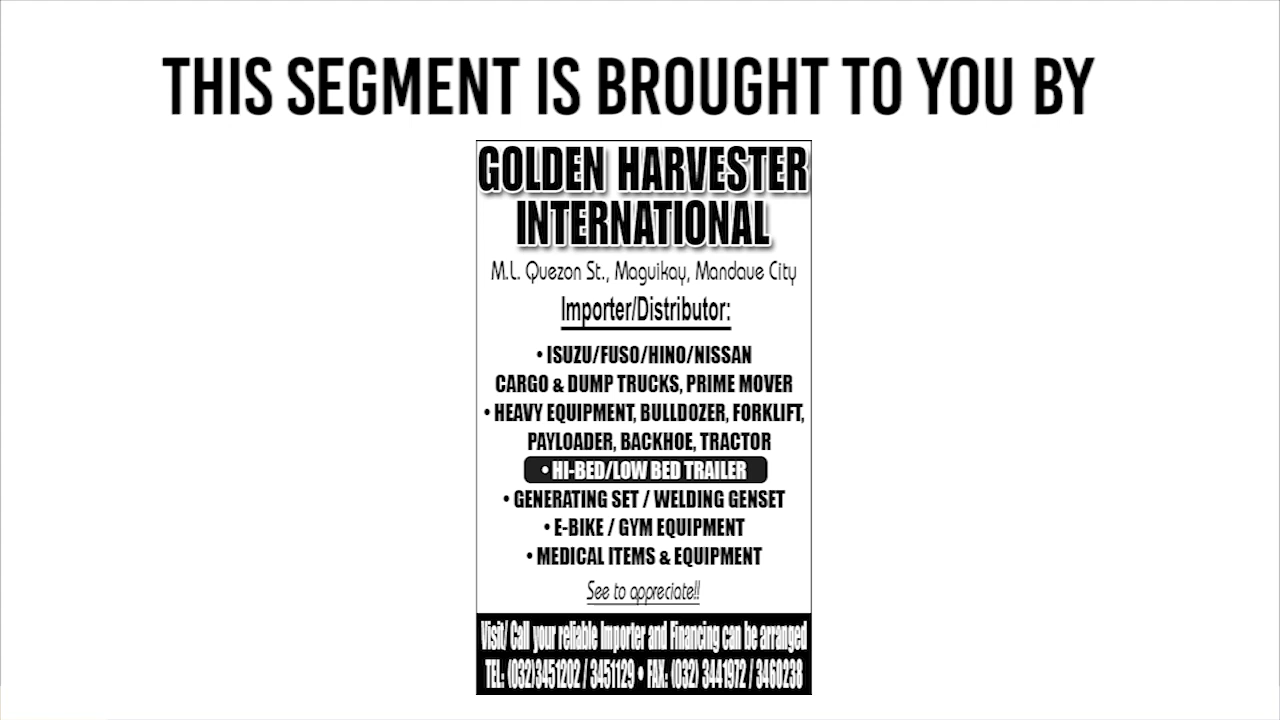 THIS SEGMENT IS BROUGHT TO YOU BY
GOLDEN HARVESTER
INTERNATIONAL
M.L. Quezon St., Maguikay, Mandaue City
Importer/Distributor:
• ISUZU/FUSO/HINO/NISSAN
CARGO & DUMP TRUCKS, PRIME MOVER
• HEAVY EQUIPMENT, BULLDOZER, FORKLIFT,
PAYLOADER, BACKHOE, TRACTOR
• HI-BED/LOW BED TRAILER
• GENERATING SET / WELDING GENSET
• E-BIKE / GYM EQUIPMENT
• MEDICAL ITEMS & EQUIPMENT
See to appreciate!!
Visit/ Call your reliable Importer and Financing can be arranged
TEL: (032)3451202 / 3451129 • FAX: (032) 3441972 / 3460238